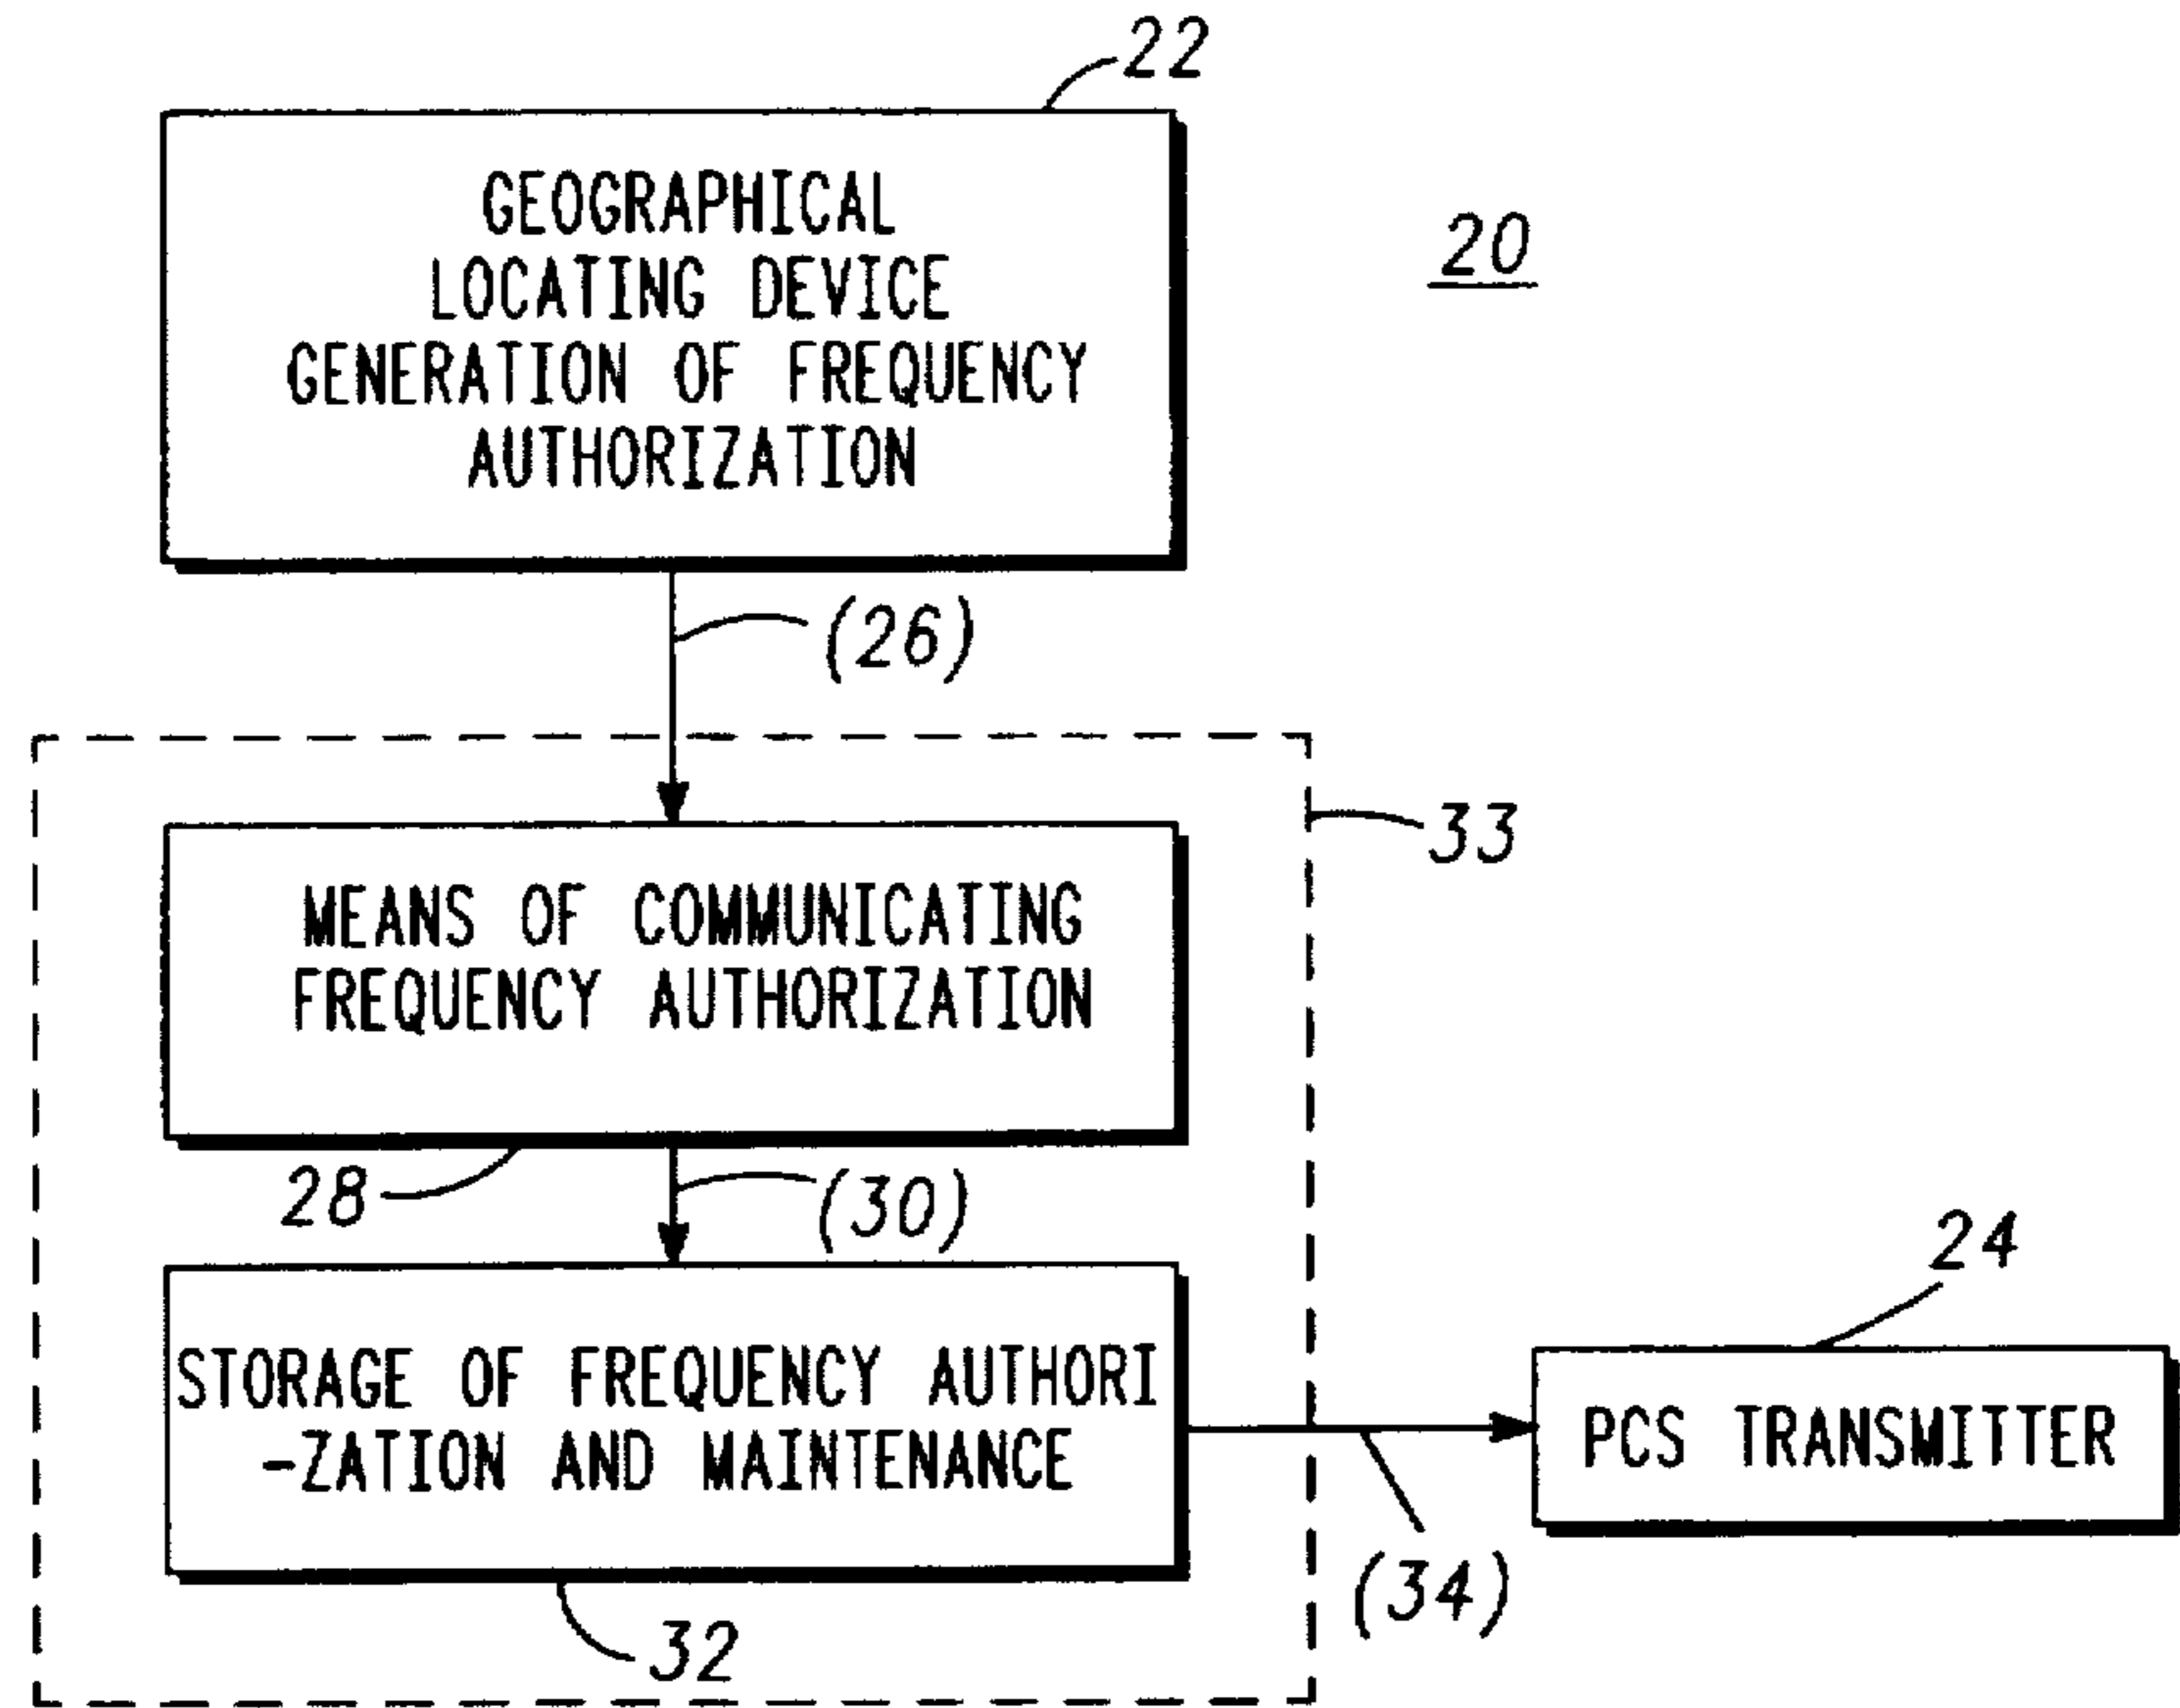 22
GEOGRAPHICAL
LOCATING DEVICE
GENERATION OF FREQUENCY
AUTHORIZATION
20
(26)
33
MEANS OF COMMUNICATING
FREQUENCY AUTHORIZATION
28
(30)
24
STORAGE OF FREQUENCY AUTHORI
-ZATION AND MAINTENANCE
PCS TRANSMITTER
(34)
32